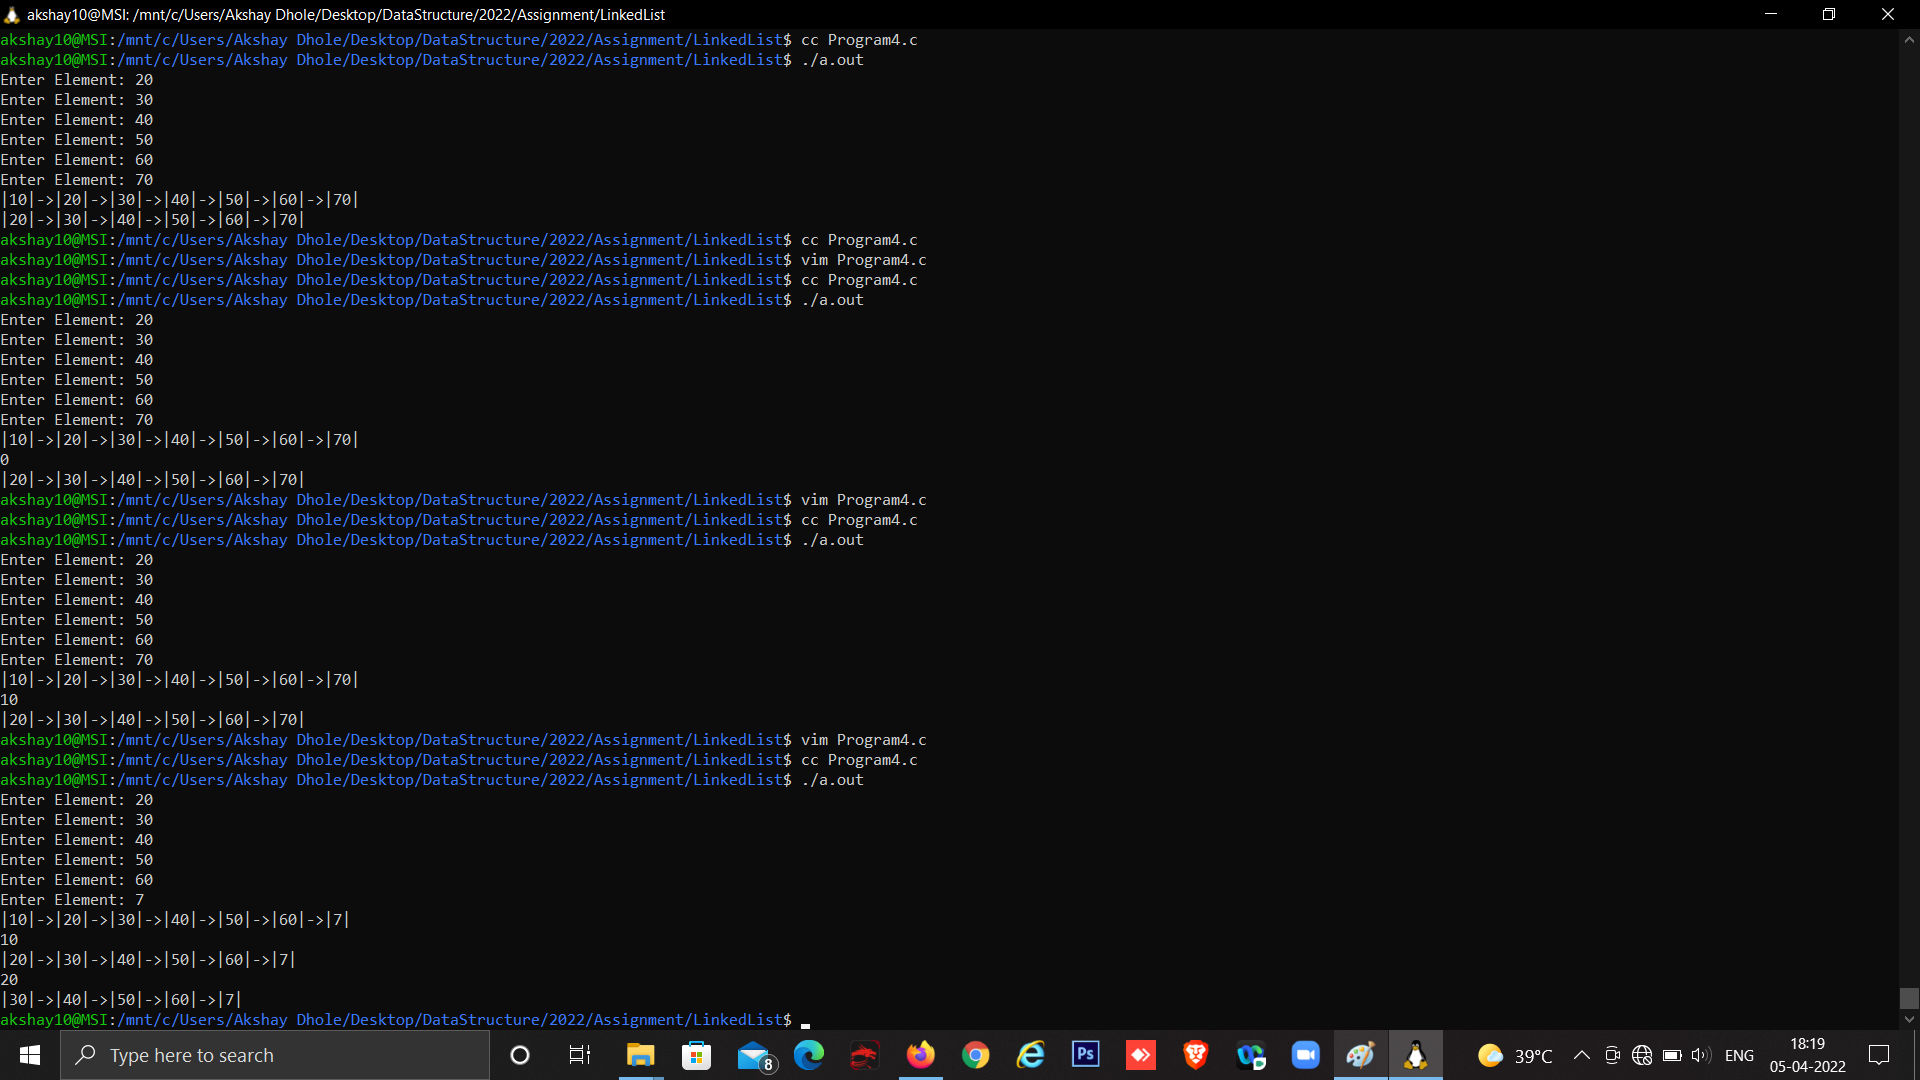 akshay10@MSI: /mnt/c/Users/Akshay Dhole/Desktop/DataStructure/2022/Assignment/LinkedList
akshay10@MSI:/mnt/c/Users/Akshay Dhole/Desktop/DataStructure/2022/Assignment/LinkedList$ cc Program4.c
akshay10@MSI:/mnt/c/Users/Akshay Dhole/Desktop/DataStructure/2022/Assignment/LinkedList$ ./a.out
Enter Element: 20
Enter Element: 30
Enter Element: 40
Enter Element: 50
Enter Element: 60
Enter Element: 70
|10|->|20|->|30|->|40|->|50|->|60|->|70|
|20|->|30|->|40|->|50|->|60|->|70|
akshay10@MSI:/mnt/c/Users/Akshay Dhole/Desktop/DataStructure/2022/Assignment/LinkedList$ cc Program4.c
akshay10@MSI:/mnt/c/Users/Akshay Dhole/Desktop/DataStructure/2022/Assignment/LinkedList$ vim Program4.c
akshay10@MSI:/mnt/c/Users/Akshay Dhole/Desktop/DataStructure/2022/Assignment/LinkedList$ cc Program4.c
akshay10@MSI:/mnt/c/Users/Akshay Dhole/Desktop/DataStructure/2022/Assignment/LinkedList$ ./a.out
Enter Element: 20
Enter Element: 30
Enter Element: 40
Enter Element: 50
Enter Element: 60
Enter Element: 70
|10|->|20|->|30|->|40|->|50|->|60|->|70|
0
|20|->|30|->|40|->|50|->|60|->|70|
akshay10@MSI:/mnt/c/Users/Akshay Dhole/Desktop/DataStructure/2022/Assignment/LinkedList$ vim Program4.c
akshay10@MSI:/mnt/c/Users/Akshay Dhole/Desktop/DataStructure/2022/Assignment/LinkedList$ cc Program4.c
akshay10@MSI:/mnt/c/Users/Akshay Dhole/Desktop/DataStructure/2022/Assignment/LinkedList$ ./a.out
Enter Element: 20
Enter Element: 30
Enter Element: 40
Enter Element: 50
Enter Element: 60
Enter Element: 70
|10|->|20|->|30|->|40|->|50|->|60|->|70|
10
|20|->|30|->|40|->|50|->|60|->|70|
akshay10@MSI:/mnt/c/Users/Akshay Dhole/Desktop/DataStructure/2022/Assignment/LinkedList$ vim Program4.c
akshay10@MSI:/mnt/c/Users/Akshay Dhole/Desktop/DataStructure/2022/Assignment/LinkedList$ cc Program4.c
akshay10@MSI:/mnt/c/Users/Akshay Dhole/Desktop/DataStructure/2022/Assignment/LinkedList$ ./a.out
Enter Element: 20
Enter Element: 30
Enter Element: 40
Enter Element: 50
Enter Element: 60
Enter Element: 7
|10|->|20|->|30|->|40|->|50|->|60|->|7|
10
|20|->|30|->|40|->|50|->|60|->|7|
20
|30|->|40|->|50|->|60|->|7|
akshay10@MSI:/mnt/c/Users/Akshay Dhole/Desktop/DataStructure/2022/Assignment/LinkedList$
Type here to search
8
Ps
39°C
ENG
18:19
05-04-2022